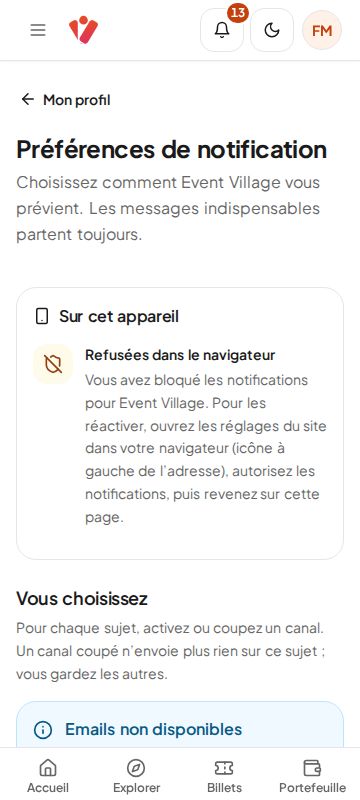 13
FM
Mon profil
Préférences de notification
Choisissez comment Event Village vous
prévient. Les messages indispensables
partent toujours.
Sur cet appareil
Refusées dans le navigateur
Vous avez bloqué les notifications
pour Event Village. Pour les
réactiver, ouvrez les réglages du site
dans votre navigateur (icône à
gauche de l’adresse), autorisez les
notifications, puis revenez sur cette
page.
Vous choisissez
Pour chaque sujet, activez ou coupez un canal.
Un canal coupé n’envoie plus rien sur ce sujet ;
vous gardez les autres.
Emails non disponibles
Accueil
Explorer
Billets
Portefeuille